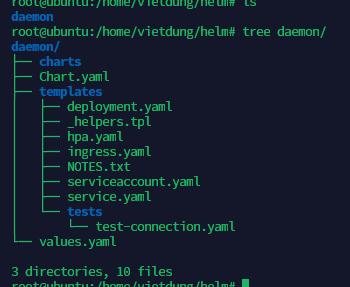 root@ubuntu:/home/vietdung/helm# ls
daemon
root@ubuntu:/home/vietdung/helm# tree daemon/
daemon/
├── charts
├── Chart.yaml
├── templates
│   ├── deployment.yaml
│   ├── _helpers.tpl
│   ├── hpa.yaml
│   ├── ingress.yaml
│   ├── NOTES.txt
│   ├── serviceaccount.yaml
│   ├── service.yaml
│   └── tests
│       └── test-connection.yaml
└── values.yaml

3 directories, 10 files
root@ubuntu:/home/vietdung/helm#